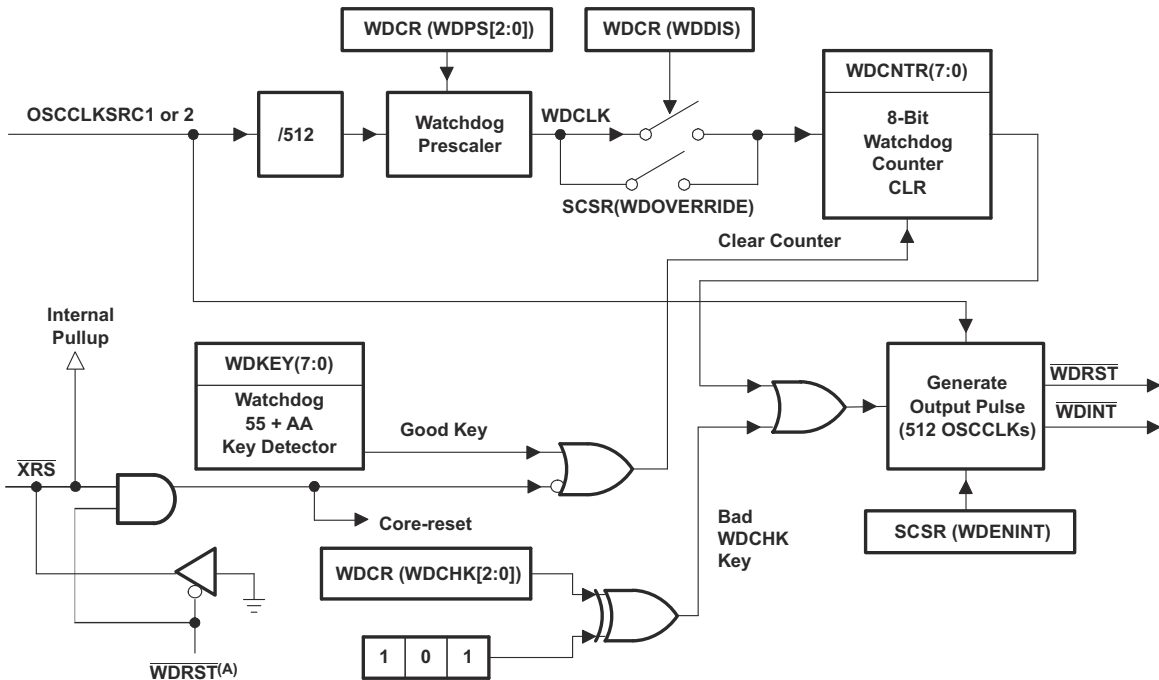 WDCR (WDPS[2:0])
WDCR (WDDIS)
WDCNTR(7:0)
OSCCLKSRC1 or 2
/512
Watchdog
Prescaler
WDCLK
8-Bit
Watchdog
Counter
CLR
SCSR(WDOVERRIDE)
Clear Counter
Internal
Pullup
WDKEY(7:0)
Watchdog
55 + AA
Key Detector
Good Key
Generate
Output Pulse
(512 OSCCLKs)
WDRST
WDINT
XRS
Core-reset
Bad
WDCHK
Key
SCSR (WDENINT)
WDCR (WDCHK[2:0])
1 0 1
WDRST(A)